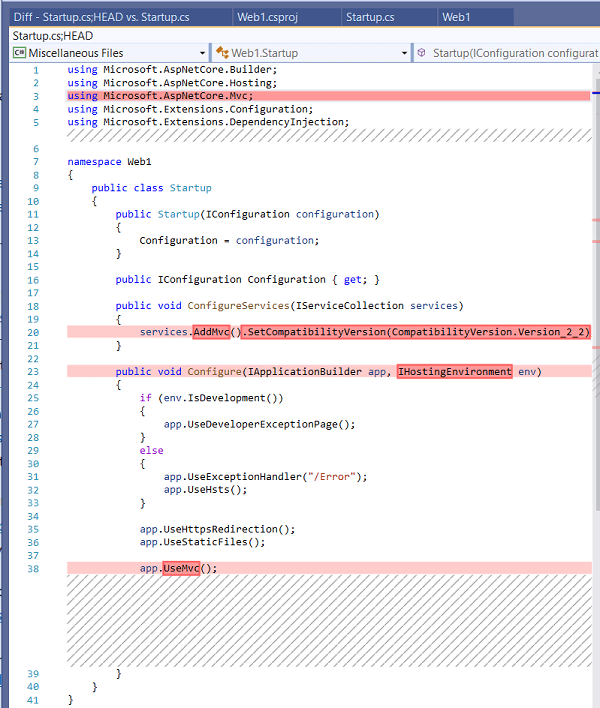 Diff - Startup.cs;HEAD vs. Startup.cs Web1.csproj Startup.cs Web1
Startup.cs;HEAD
C# Miscellaneous Files Web1.Startup Startup(IConfiguration configurat
1 using Microsoft.AspNetCore.Builder;
2 using Microsoft.AspNetCore.Hosting;
3 using Microsoft.AspNetCore.Mvc;
4 using Microsoft.Extensions.Configuration;
5 using Microsoft.Extensions.DependencyInjection;
6
7 namespace Web1
8 {
9 public class Startup
10 {
11 public Startup(IConfiguration configuration)
12 {
13 Configuration = configuration;
14 }
15
16 public IConfiguration Configuration { get; }
17
18 public void ConfigureServices(IServiceCollection services)
19 {
20 services.AddMvc().SetCompatibilityVersion(CompatibilityVersion.Version_2_2)
21 }
22
23 public void Configure(IApplicationBuilder app, IHostingEnvironment env)
24 {
25 if (env.IsDevelopment())
26 {
27 app.UseDeveloperExceptionPage();
28 }
29 else
30 {
31 app.UseExceptionHandler("/Error");
32 app.UseHsts();
33 }
34
35 app.UseHttpsRedirection();
36 app.UseStaticFiles();
37
38 app.UseMvc();
39 }
40 }
41 }